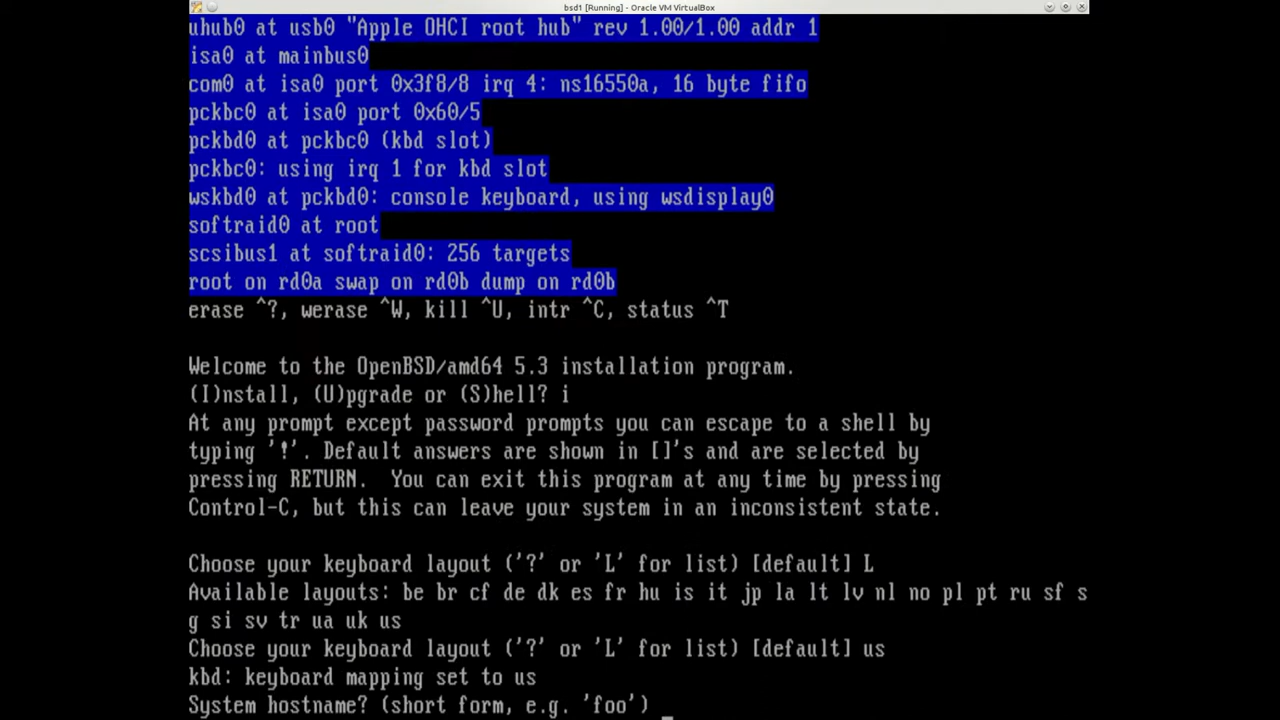 bsd1 [Running] - Oracle VM VirtualBox
uhub0 at usb0 "Apple OHCI root hub" rev 1.00/1.00 addr 1
isa0 at mainbus0
com0 at isa0 port 0x3f8/8 irq 4: ns16550a, 16 byte fifo
pckbc0 at isa0 port 0x60/5
pckbd0 at pckbc0 (kbd slot)
pckbc0: using irq 1 for kbd slot
wskbd0 at pckbd0: console keyboard, using wsdisplay0
softraid0 at root
scsibus1 at softraid0: 256 targets
root on rd0a swap on rd0b dump on rd0b
erase ^?, werase ^W, kill ^U, intr ^C, status ^T
Welcome to the OpenBSD/amd64 5.3 installation program.
(I)nstall, (U)pgrade or (S)hell? i
At any prompt except password prompts you can escape to a shell by
typing '!'. Default answers are shown in []'s and are selected by
pressing RETURN.  You can exit this program at any time by pressing
Control-C, but this can leave your system in an inconsistent state.
Choose your keyboard layout ('?' or 'L' for list) [default] L
Available layouts: be br cf de dk es fr hu is it jp la lt lv nl no pl pt ru sf s
g si sv tr ua uk us
Choose your keyboard layout ('?' or 'L' for list) [default] us
kbd: keyboard mapping set to us
System hostname? (short form, e.g. 'foo') _